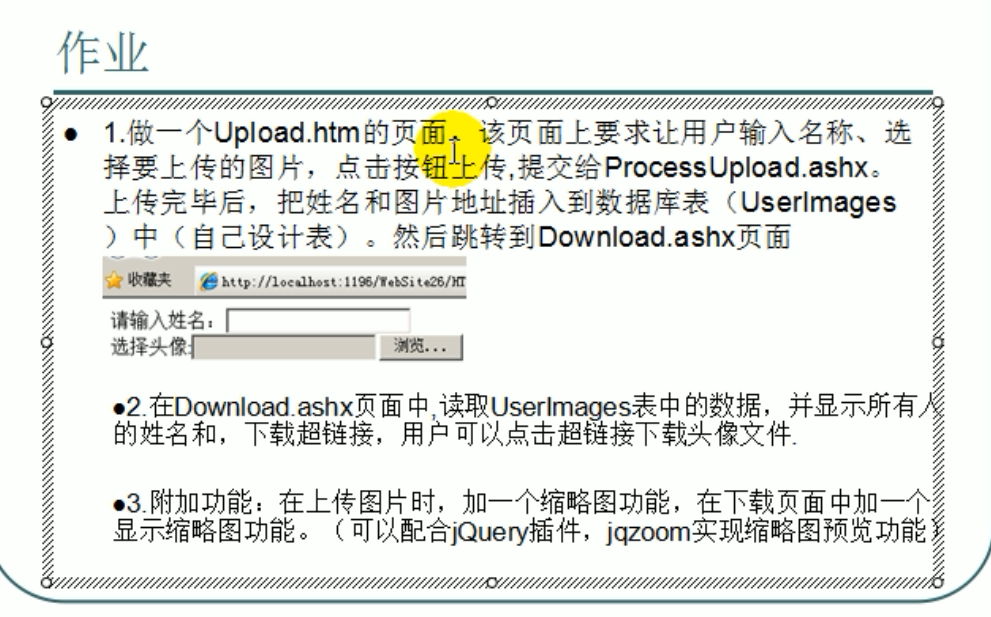 作业
●	1.做一个Upload.htm的页面，该页面上要求让用户输入名称、选
择要上传的图片，点击按钮上传,提交给ProcessUpload.ashx。
上传完毕后，把姓名和图片地址插入到数据库表（UserImages
）中（自己设计表）。然后跳转到Download.ashx页面
收藏夹 http://localhost:1196/WebSite26/HT
请输入姓名：
选择头像: 浏览...
●2.在Download.ashx页面中,读取UserImages表中的数据，并显示所有人
的姓名和，下载超链接，用户可以点击超链接下载头像文件.
●3.附加功能：在上传图片时，加一个缩略图功能，在下载页面中加一个
显示缩略图功能。（可以配合jQuery插件，jqzoom实现缩略图预览功能）